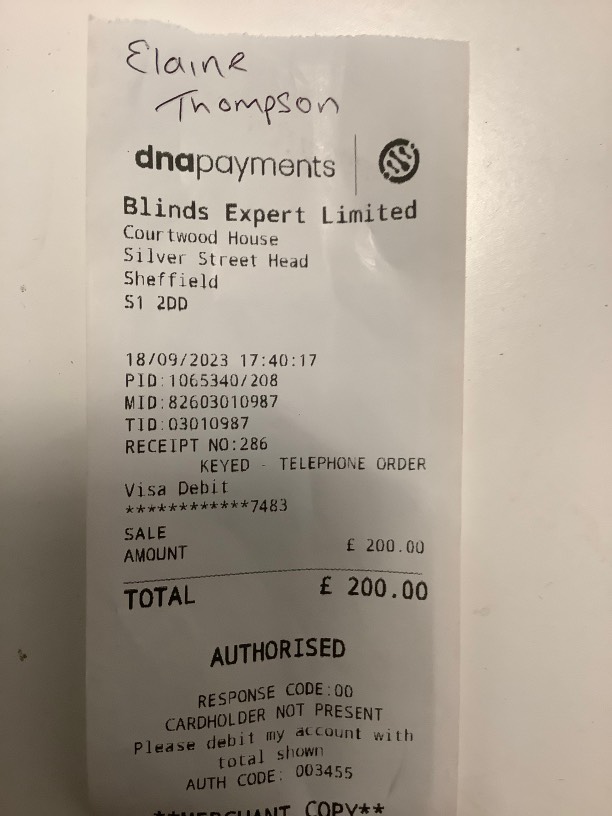 Elaine
Thompson
dnapayments
Blinds Expert Limited
Courtwood House
Silver Street Head
Sheffield
S1 2DD
18/09/2023 17:40:17
PID:1065340/208
MID:82603010987
TID:03010987
RECEIPT NO:286
KEYED - TELEPHONE ORDER
Visa Debit
************7483
SALE
AMOUNT £ 200.00
TOTAL £ 200.00
AUTHORISED
RESPONSE CODE:00
CARDHOLDER NOT PRESENT
Please debit my account with
total shown
AUTH CODE: 003455
**MERCHANT COPY**